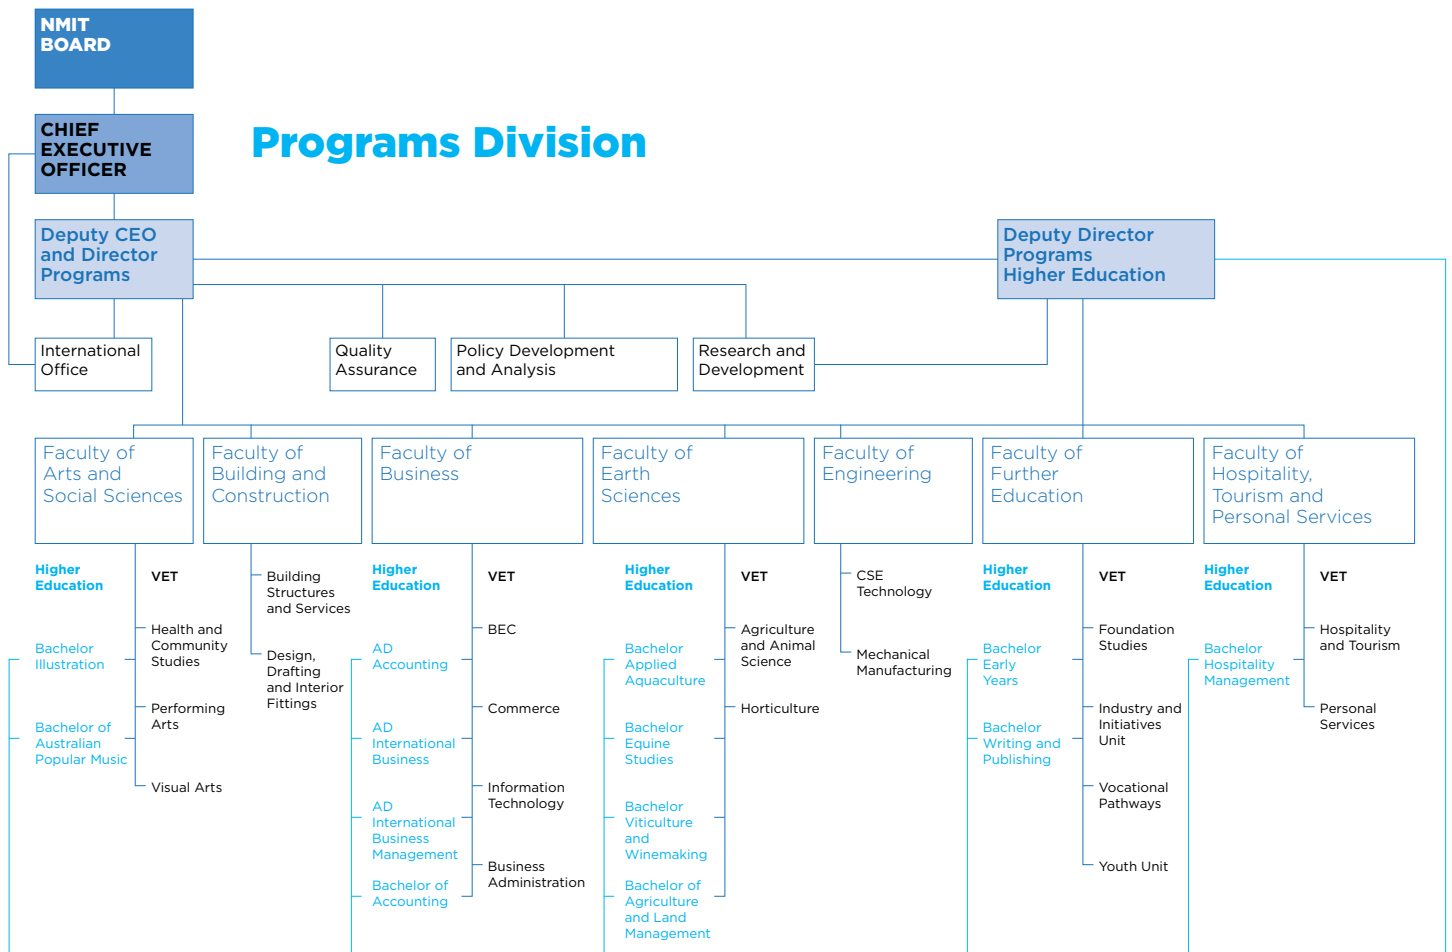 NMIT
BOARD
CHIEF
EXECUTIVE
OFFICER
Programs Division
Deputy CEO
and Director
Programs
Deputy Director
Programs
Higher Education
International
Office
Quality
Assurance
Policy Development
and Analysis
Research and
Development
Faculty of
Arts and
Social Sciences
Faculty of
Building and
Construction
Faculty of
Business
Faculty of
Earth
Sciences
Faculty of
Engineering
Faculty of
Further
Education
Faculty of
Hospitality,
Tourism and
Personal Services
Higher
Education
Bachelor
Illustration
Bachelor of
Australian
Popular Music
VET
Health and
Community
Studies
Performing
Arts
Visual Arts
Building
Structures
and Services
Design,
Drafting
and Interior
Fittings
Higher
Education
AD
Accounting
AD
International
Business
AD
International
Business
Management
Bachelor of
Accounting
VET
BEC
Commerce
Information
Technology
Business
Administration
Higher
Education
Bachelor
Applied
Aquaculture
Bachelor
Equine
Studies
Bachelor
Viticulture
and
Winemaking
Bachelor of
Agriculture
and Land
Management
VET
Agriculture
and Animal
Science
Horticulture
CSE
Technology
Mechanical
Manufacturing
Higher
Education
Bachelor
Early
Years
Bachelor
Writing and
Publishing
VET
Foundation
Studies
Industry and
Initiatives
Unit
Vocational
Pathways
Youth Unit
Higher
Education
Bachelor
Hospitality
Management
VET
Hospitality
and Tourism
Personal
Services